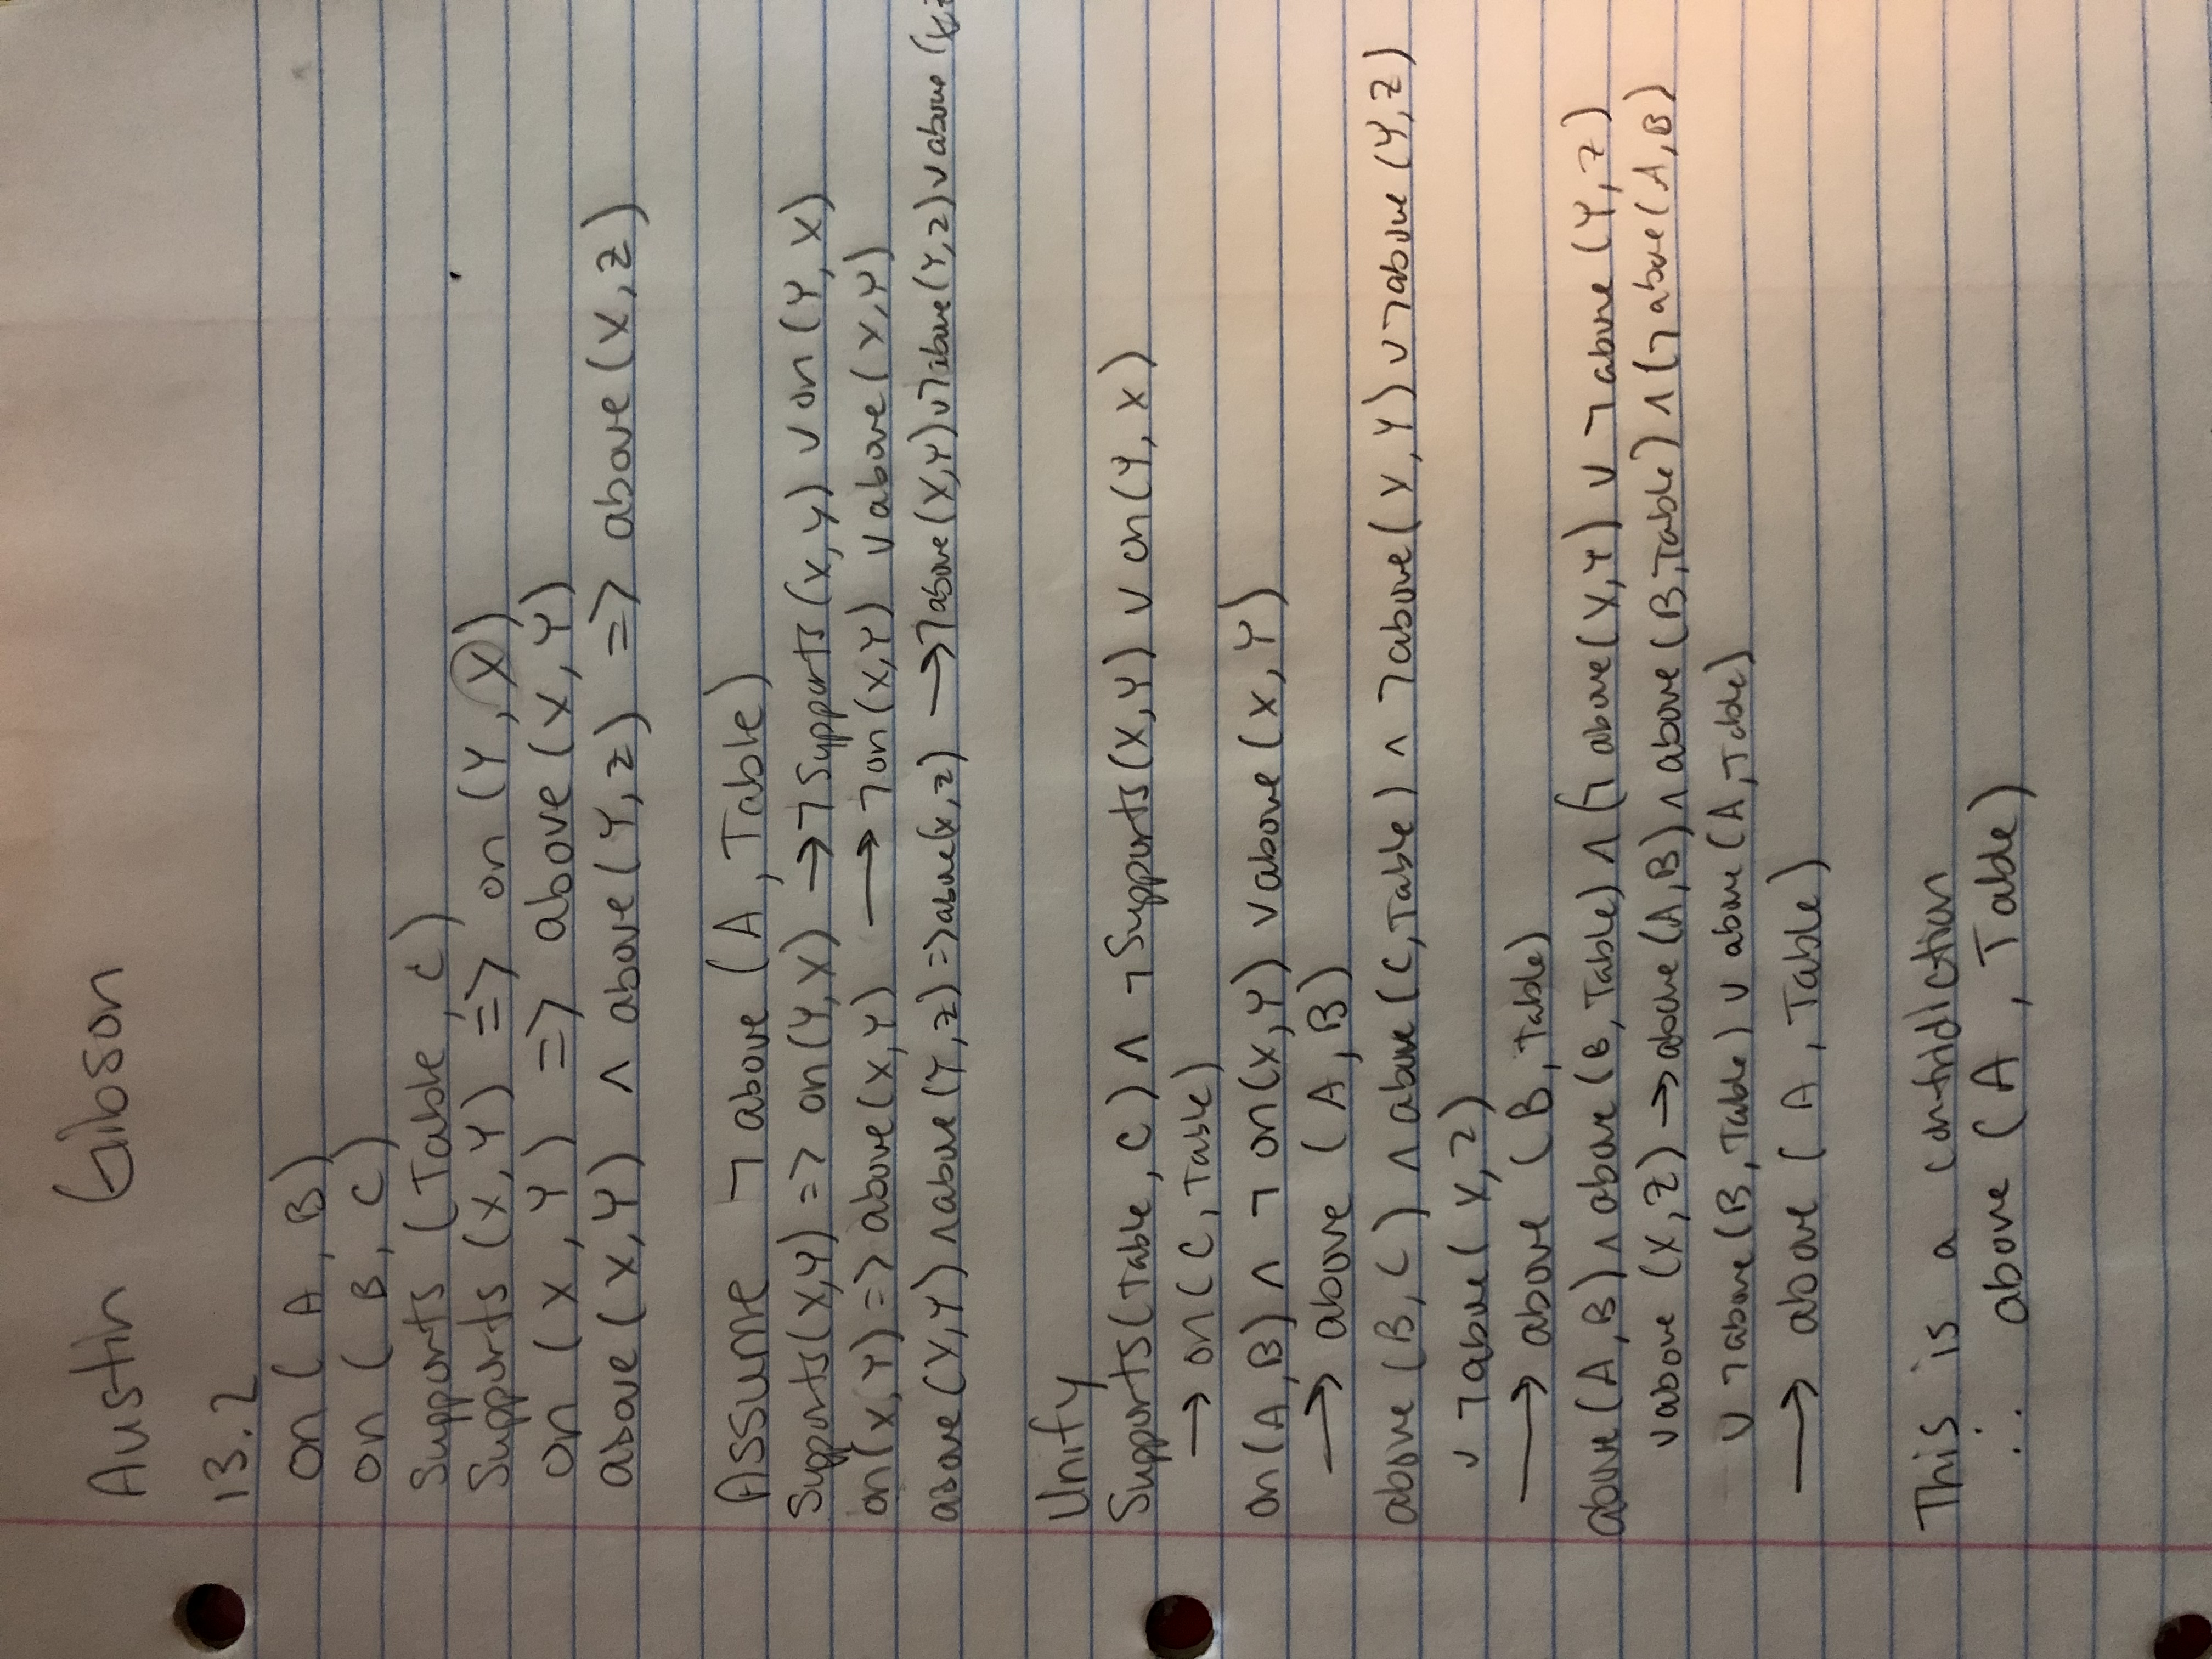 Austin Gibson
13.2
on ( A , B )
on ( B , C )
Supports ( Table , C )
Supports (X, Y) => on (Y, X)
on ( X , Y ) => above (X, Y)
above ( X, Y ) ∧ above ( Y, Z ) => above ( X, Z )
Assume ¬ above ( A , Table )
Supports(X,Y) => on(Y,X) → ¬ Supports (X, Y) ∨ on (Y, X)
on(X, Y) => above(X, Y) → ¬on(X,Y) ∨ above( X,Y)
above (X,Y) ∧ above (Y,Z) => above(X,Z) → ¬above (X,Y) ∨ ¬above (Y,Z) ∨ above (X,Z
Unify
Supports(Table, C) ∧ ¬ Supports(X,Y) ∨ on(Y, X)
→ on( C, Table)
on(A,B) ∧ ¬ on(X,Y) ∨ above ( X, Y)
→ above ( A, B)
above (B,C) ∧ above (C,Table) ∧ ¬above( X, Y) ∨ ¬above (Y,Z)
∨ ¬above( X,Z)
→ above ( B, Table)
above (A,B) ∧ above (B, Table) ∧ (¬ above( X,Y) ∨ ¬ above (Y,Z)
∨ above (X,Z) → above (A,B) ∧ above (B,Table) ∧ (¬ above (A,B)
∨ ¬ above (B, Table) ∨ above (A,Table)
→ above ( A , Table)
This is a contridiction
∴ above ( A , Table )